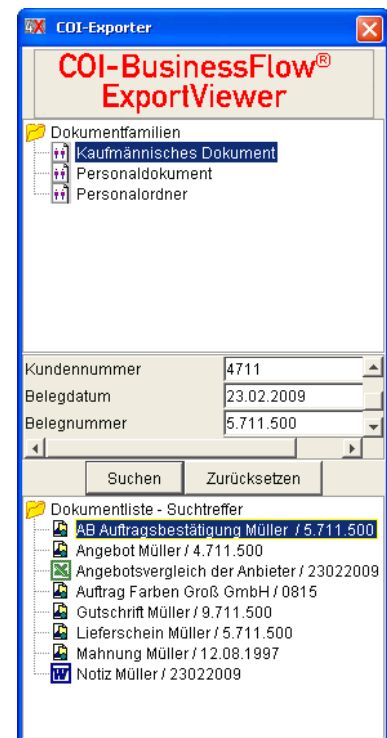 COI-Exporter
COI-BusinessFlow®
ExportViewer
Dokumentfamilien
Kaufmännisches Dokument
Personaldokument
Personalordner
Kundennummer 4711
Belegdatum 23.02.2009
Belegnummer 5.711.500
Suchen Zurücksetzen
Dokumentliste - Suchtreffer
AB Auftragsbestätigung Müller / 5.711.500
Angebot Müller / 4.711.500
Angebotsvergleich der Anbieter / 23022009
Auftrag Farben Groß GmbH / 0815
Gutschrift Müller / 9.711.500
Lieferschein Müller / 5.711.500
Mahnung Müller / 12.08.1997
Notiz Müller / 23022009